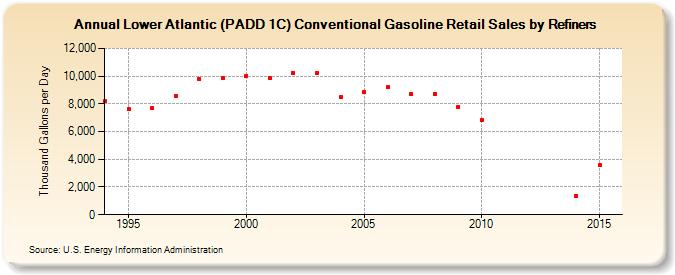 Annual Lower Atlantic (PADD 1C) Conventional Gasoline Retail Sales by Refiners
Thousand Gallons per Day
12,000
10,000
8,000
6,000
4,000
2,000
0
1995 2000 2005 2010 2015
Source: U.S. Energy Information Administration